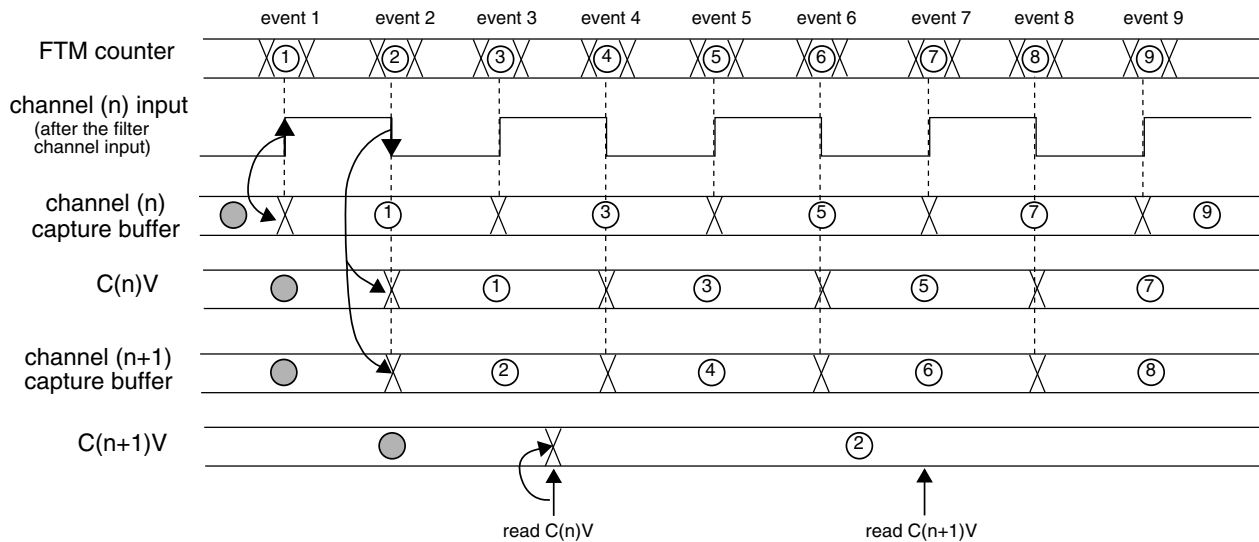 event 1 event 2 event 3 event 4 event 5 event 6 event 7 event 8 event 9
FTM counter 1 2 3 4 5 6 7 8 9
channel (n) input
(after the filter
channel input)
channel (n)
capture buffer 1 3 5 7 9
C(n)V 1 3 5 7
channel (n+1)
capture buffer 2 4 6 8
C(n+1)V 2
read C(n)V read C(n+1)V